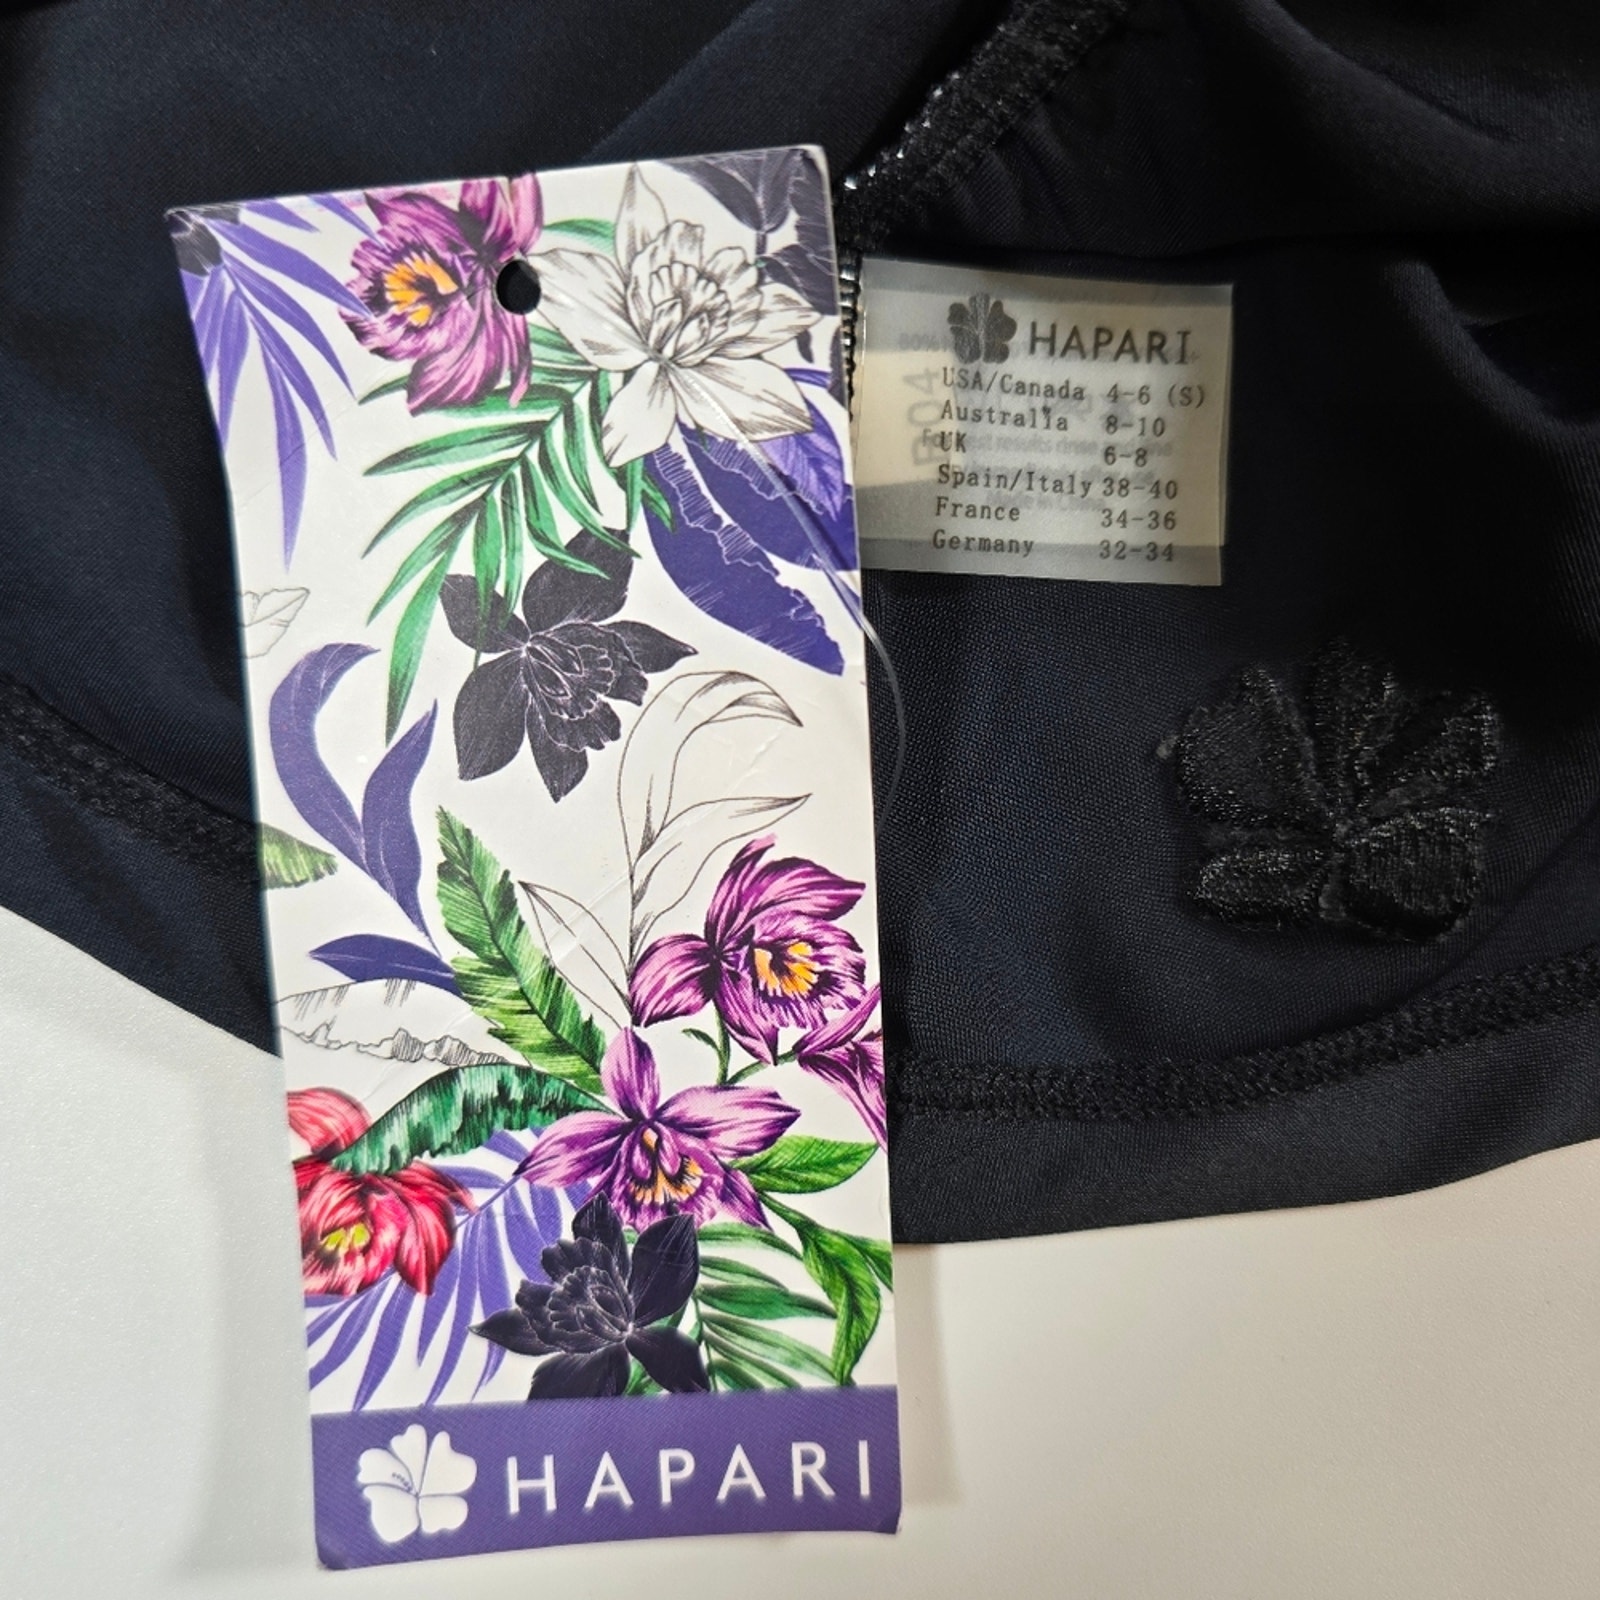 HAPARI
USA/Canada 4-6 (S)
Australia 8-10
UK 6-8
Spain/Italy 38-40
France 34-36
Germany 32-34
HAPARI